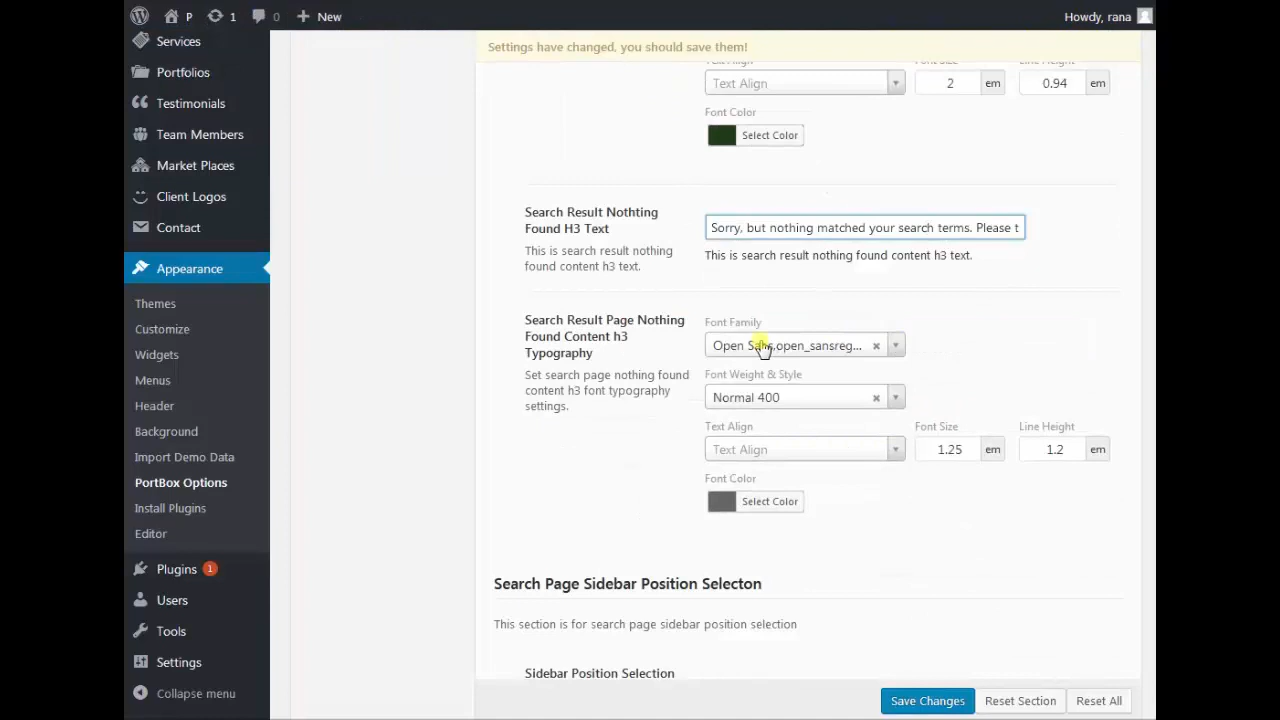 P 1 0 New
Howdy, rana
Services
Portfolios
Testimonials
Team Members
Market Places
Client Logos
Contact
Appearance
Themes
Customize
Widgets
Menus
Header
Background
Import Demo Data
PortBox Options
Install Plugins
Editor
Plugins 1
Users
Tools
Settings
Collapse menu
Settings have changed, you should save them!
Text Align Font Size Line Height
Text Align 2 em 0.94 em
Font Color
Select Color
Search Result Nothting
Found H3 Text
This is search result nothing
found content h3 text.
Sorry, but nothing matched your search terms. Please t
This is search result nothing found content h3 text.
Search Result Page Nothing
Found Content h3
Typography
Set search page nothing found
content h3 font typography
settings.
Font Family
Open Sans,open_sansreg...
Font Weight & Style
Normal 400
Text Align Font Size Line Height
Text Align 1.25 em 1.2 em
Font Color
Select Color
Search Page Sidebar Position Selecton
This section is for search page sidebar position selection
Sidebar Position Selection
Save Changes Reset Section Reset All